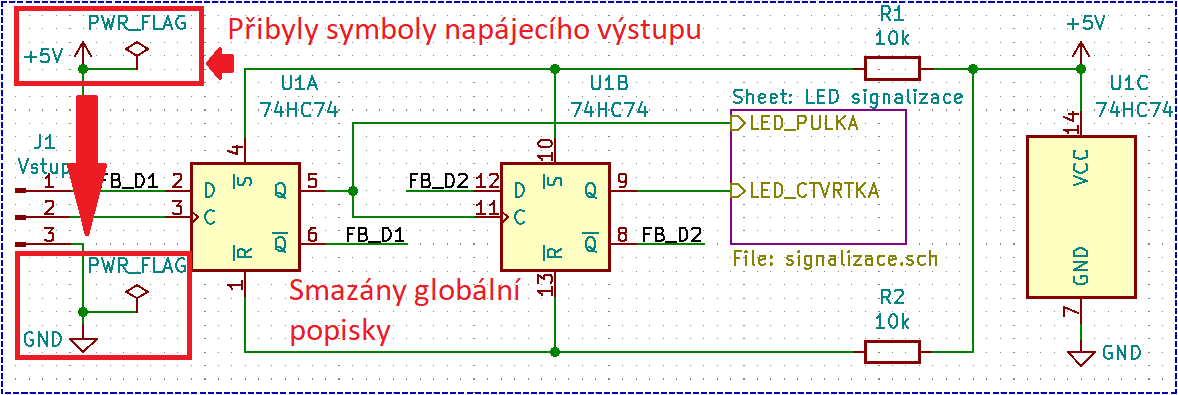 PWR_FLAG
+5V
Přibyly symboly napájecího výstupu
R1
10k
+5V
U1A
74HC74
U1B
74HC74
Sheet: LED signalizace
U1C
74HC74
LED_PULKA
14
VCC
J1
Vstup
4
10
1
FB_D1
2
D
S
Q
5
FB_D2
12
D
S
Q
9
LED_CTVRTKA
2
3
C
11
C
3
R
Q
6
FB_D1
R
Q
8
FB_D2
GND
PWR_FLAG
1
13
File: signalizace.sch
Smazány globální
popisky
R2
10k
7
GND
GND